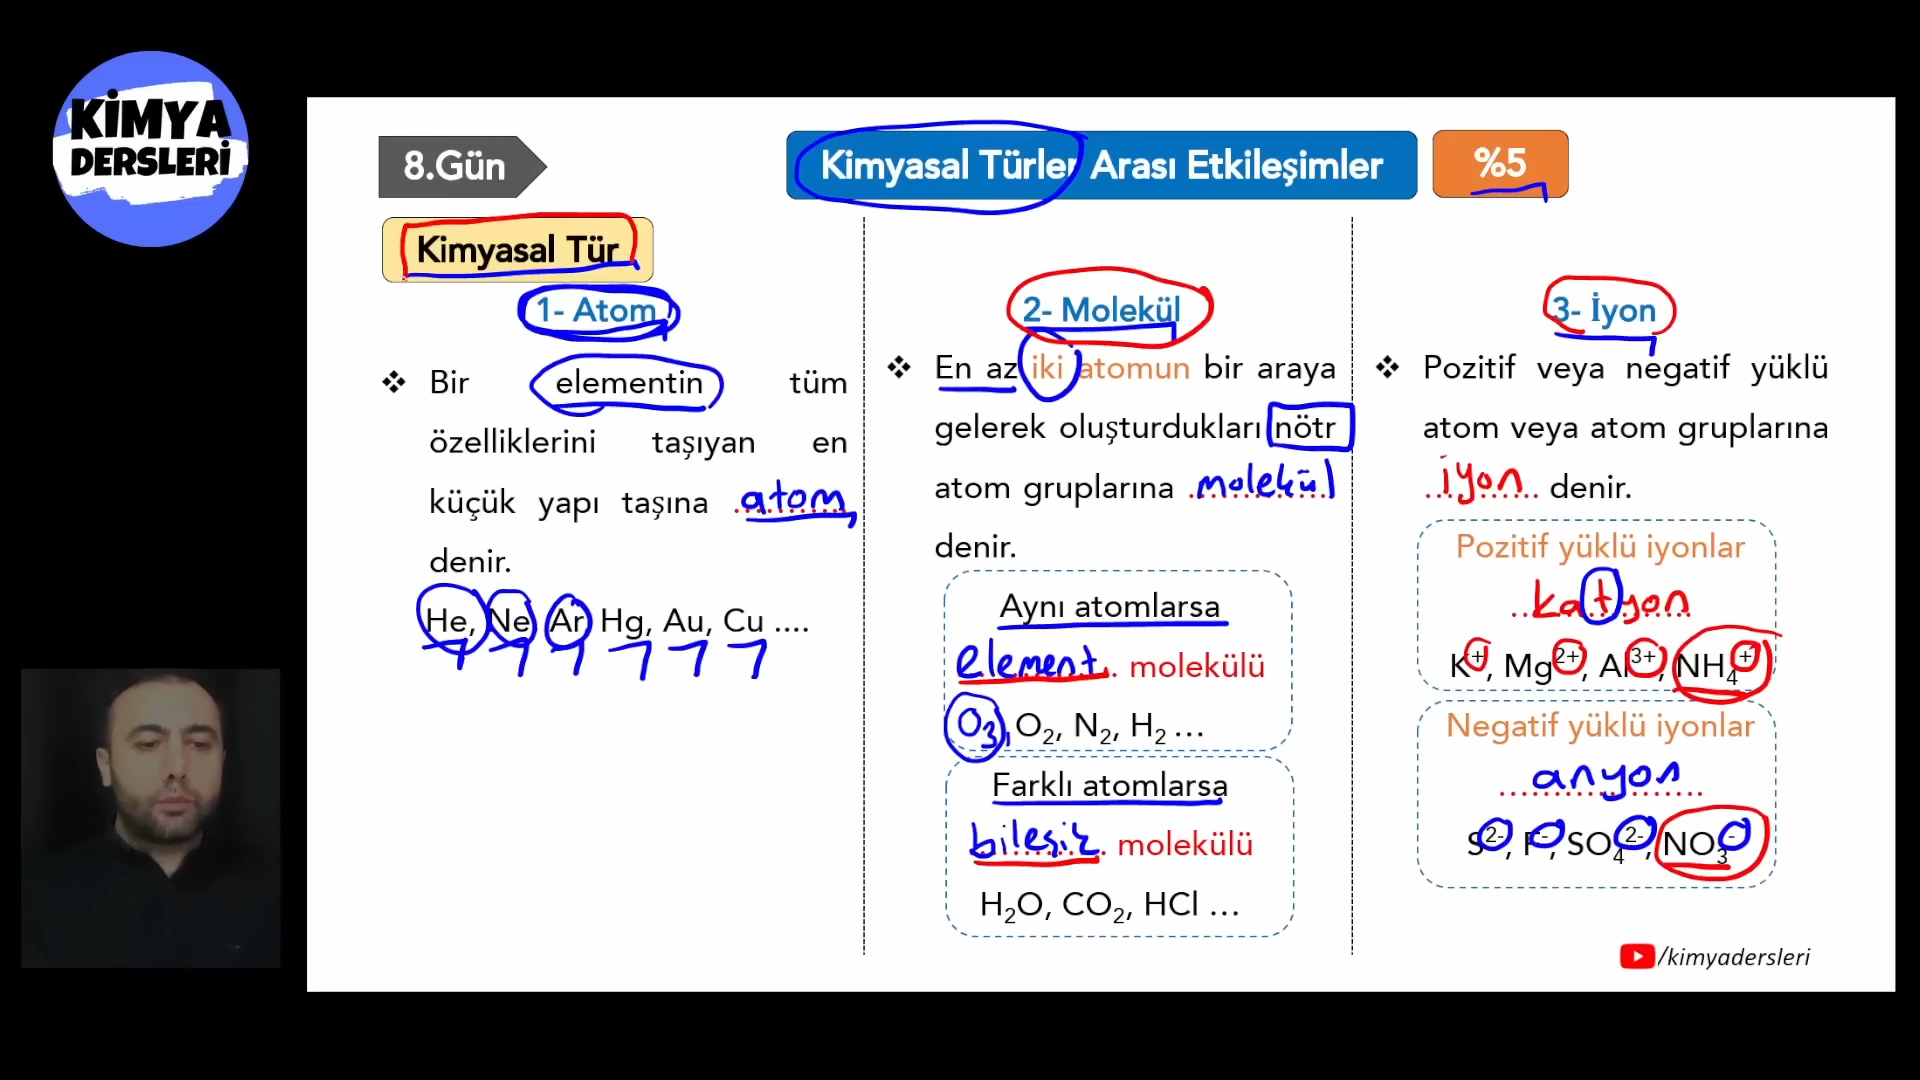 KİMYA
DERSLERİ
8.Gün
Kimyasal Türler Arası Etkileşimler
%5
Kimyasal Tür
1- Atom
❖ Bir elementin tüm
özelliklerini taşıyan en
küçük yapı taşına atom
denir.
He, Ne, Ar, Hg, Au, Cu ....
2- Molekül
❖ En az iki atomun bir araya
gelerek oluşturdukları nötr
atom gruplarına molekül
denir.
Aynı atomlarsa
element molekülü
O₃, O₂, N₂, H₂ ...
Farklı atomlarsa
bileşik molekülü
H₂O, CO₂, HCl ...
3- İyon
❖ Pozitif veya negatif yüklü
atom veya atom gruplarına
iyon denir.
Pozitif yüklü iyonlar
katyon
K⁺, Mg²⁺, Al³⁺, NH₄⁺
Negatif yüklü iyonlar
anyon
S²⁻, F⁻, SO₄²⁻, NO₃⁻
/kimyadersleri